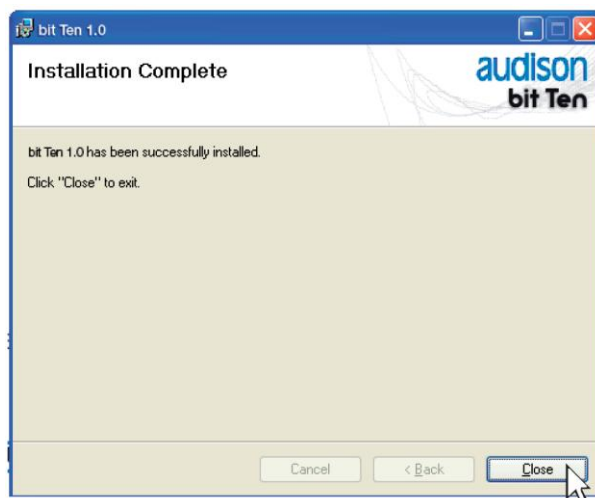 bit Ten 1.0
Installation Complete
audison
bit Ten
bit Ten 1.0 has been successfully installed.
Click "Close" to exit.
Cancel
< Back
Close